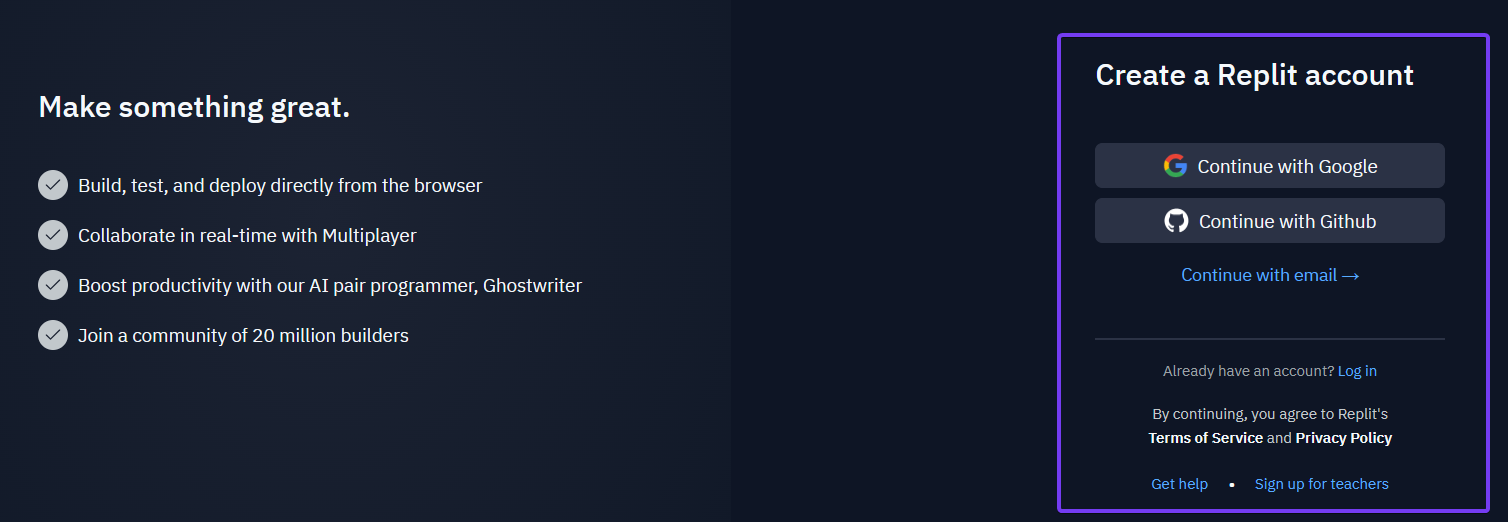 Make something great.
Build, test, and deploy directly from the browser
Collaborate in real-time with Multiplayer
Boost productivity with our AI pair programmer, Ghostwriter
Join a community of 20 million builders
Create a Replit account
Continue with Google
Continue with Github
Continue with email →
Already have an account? Log in
By continuing, you agree to Replit's
Terms of Service and Privacy Policy
Get help • Sign up for teachers